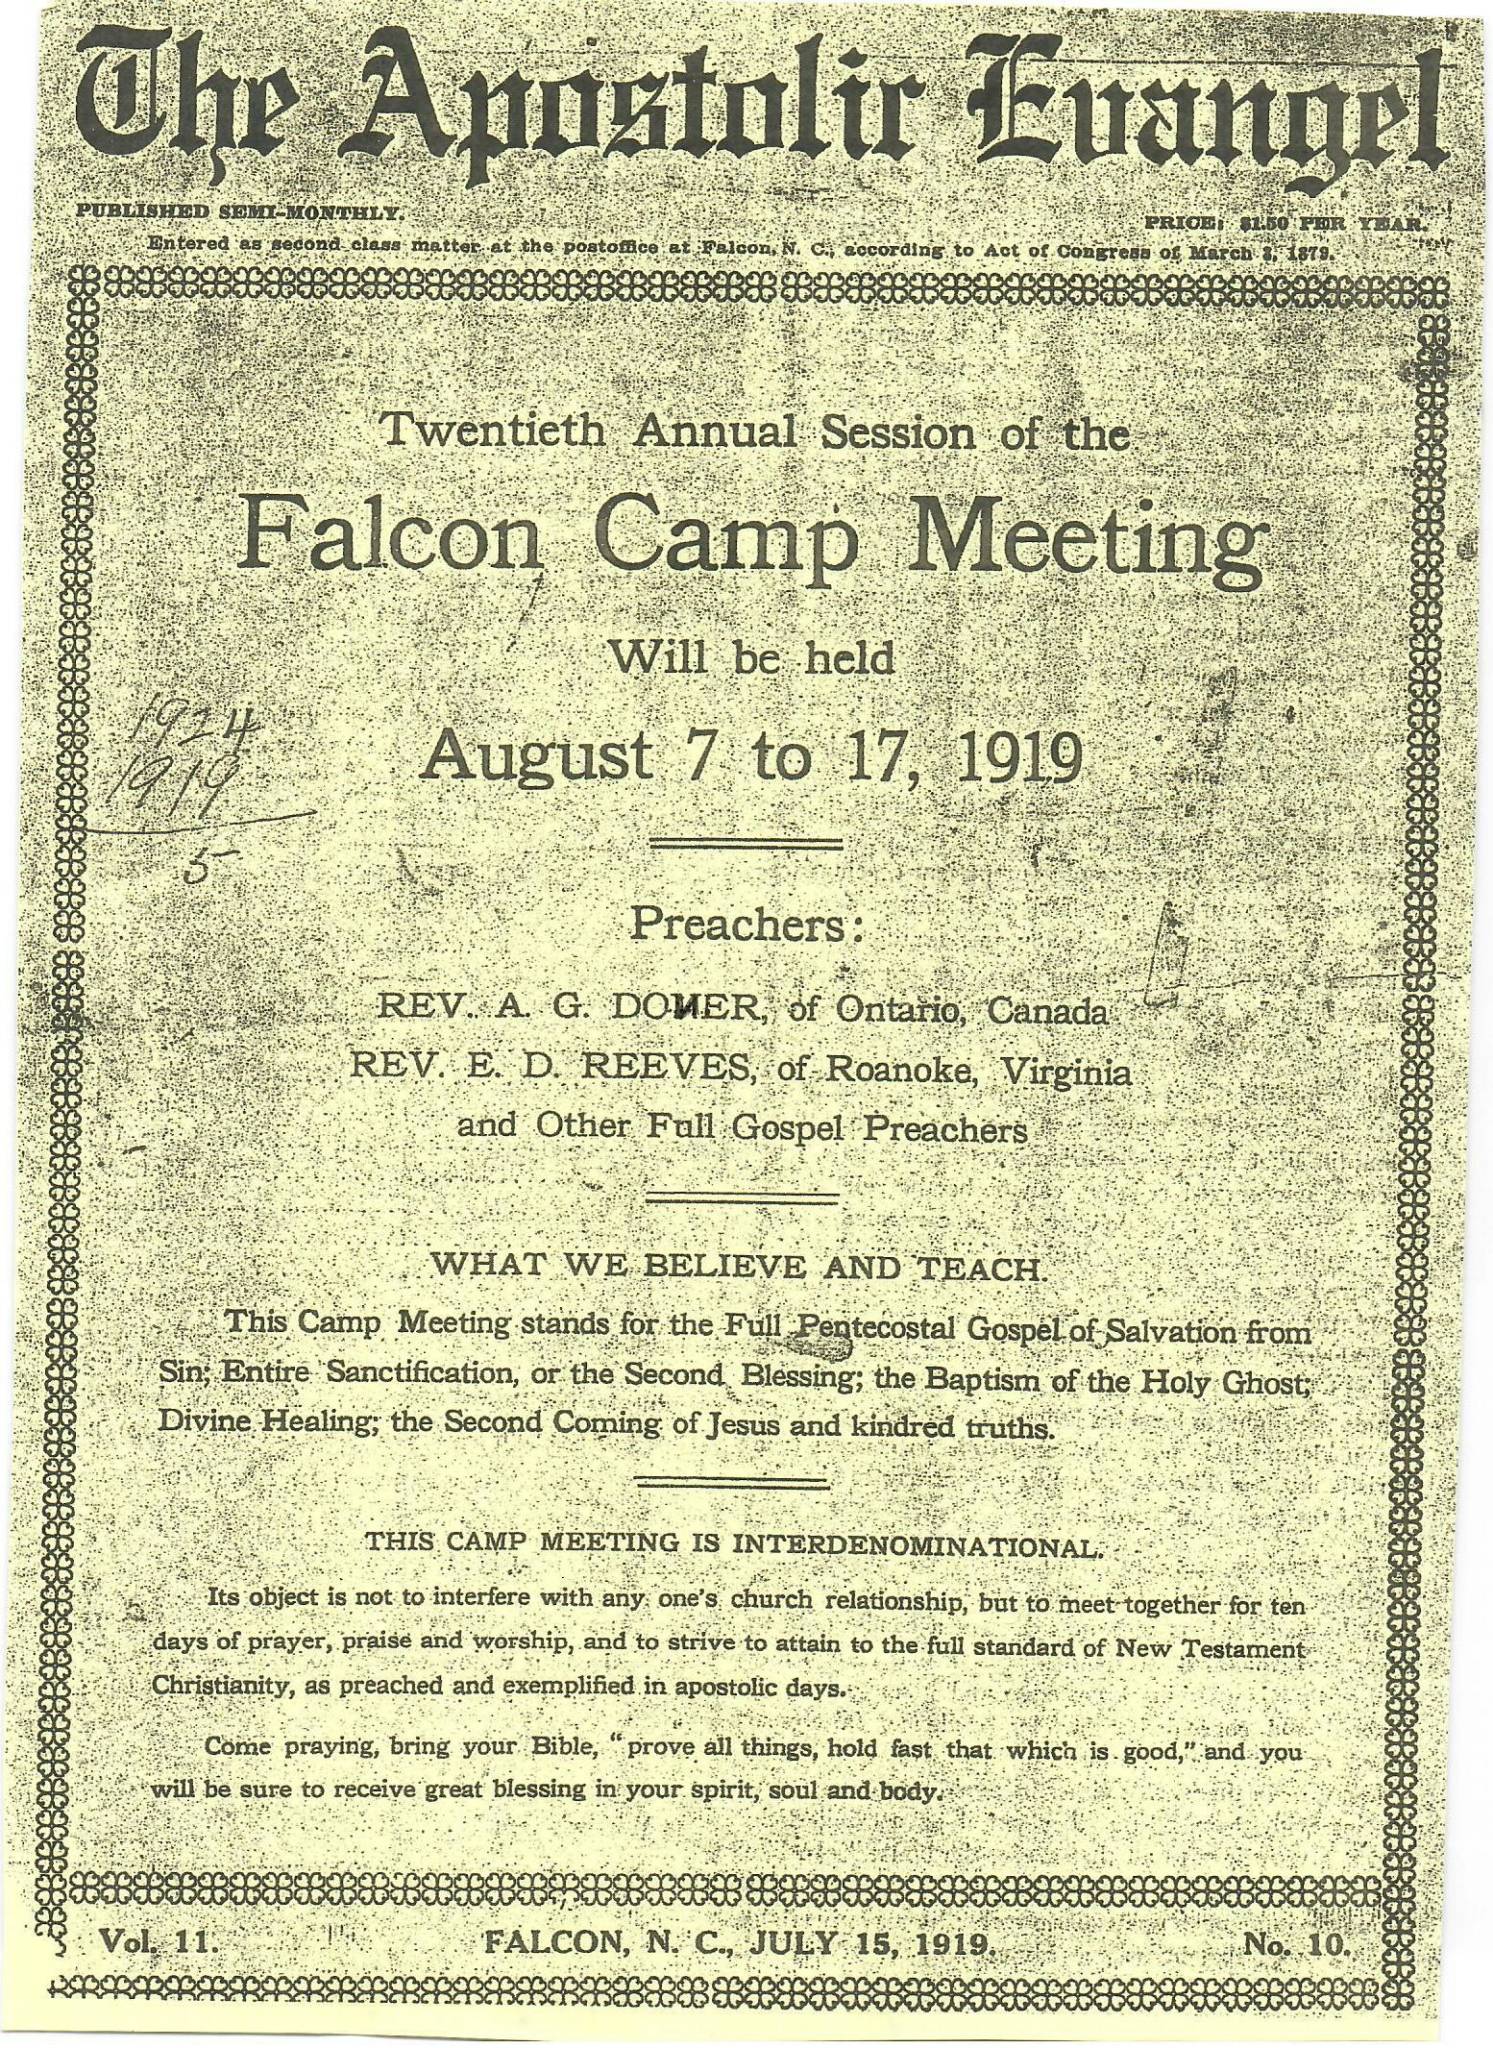 The Apostolic Evangel
PUBLISHED SEMI-MONTHLY.
PRICE: $1.50 PER YEAR.
Entered as second class matter at the postoffice at Falcon, N. C., according to Act of Congress of March 3, 1879.
Twentieth Annual Session of the
Falcon Camp Meeting
Will be held
August 7 to 17, 1919
1924
1919
5
Preachers:
REV. A. G. DONER, of Ontario, Canada
REV. E. D. REEVES, of Roanoke, Virginia
and Other Full Gospel Preachers
WHAT WE BELIEVE AND TEACH.
This Camp Meeting stands for the Full Pentecostal Gospel of Salvation from
Sin; Entire Sanctification, or the Second Blessing; the Baptism of the Holy Ghost;
Divine Healing; the Second Coming of Jesus and kindred truths.
THIS CAMP MEETING IS INTERDENOMINATIONAL.
Its object is not to interfere with any one's church relationship, but to meet together for ten
days of prayer, praise and worship, and to strive to attain to the full standard of New Testament
Christianity, as preached and exemplified in apostolic days.
Come praying, bring your Bible, "prove all things, hold fast that which is good," and you
will be sure to receive great blessing in your spirit, soul and body.
Vol. 11.
FALCON, N. C., JULY 15, 1919.
No. 10.